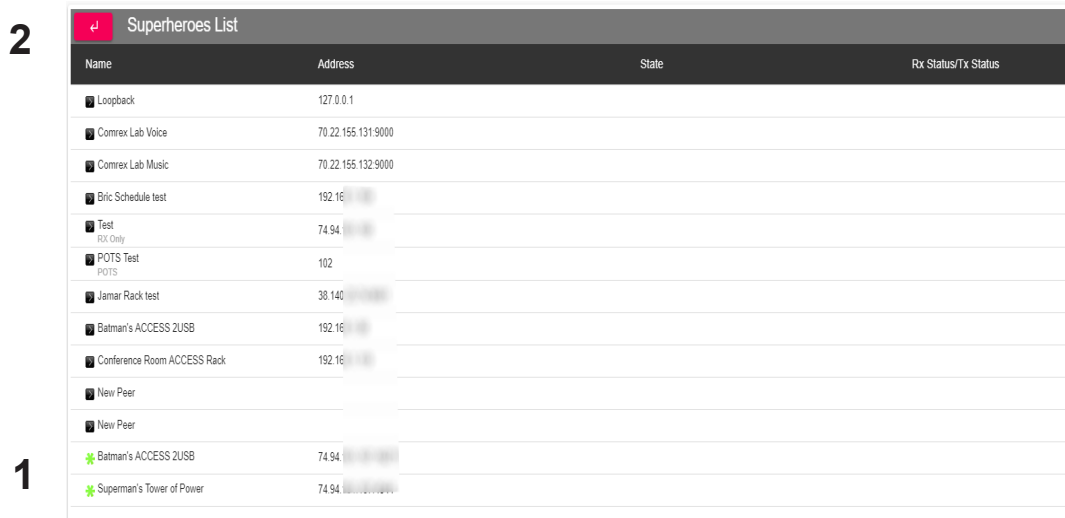 2
Superheroes List
Name Address State Rx Status/Tx Status
Loopback 127.0.0.1
Comrex Lab Voice 70.22.155.131:9000
Comrex Lab Music 70.22.155.132:9000
Bric Schedule test 192.16
Test 74.94.
RX Only
POTS Test 102
POTS
Jamar Rack test 38.140
Batman's ACCESS 2USB 192.16
Conference Room ACCESS Rack 192.16
New Peer
New Peer
1
Batman's ACCESS 2USB 74.94.
Superman's Tower of Power 74.94.